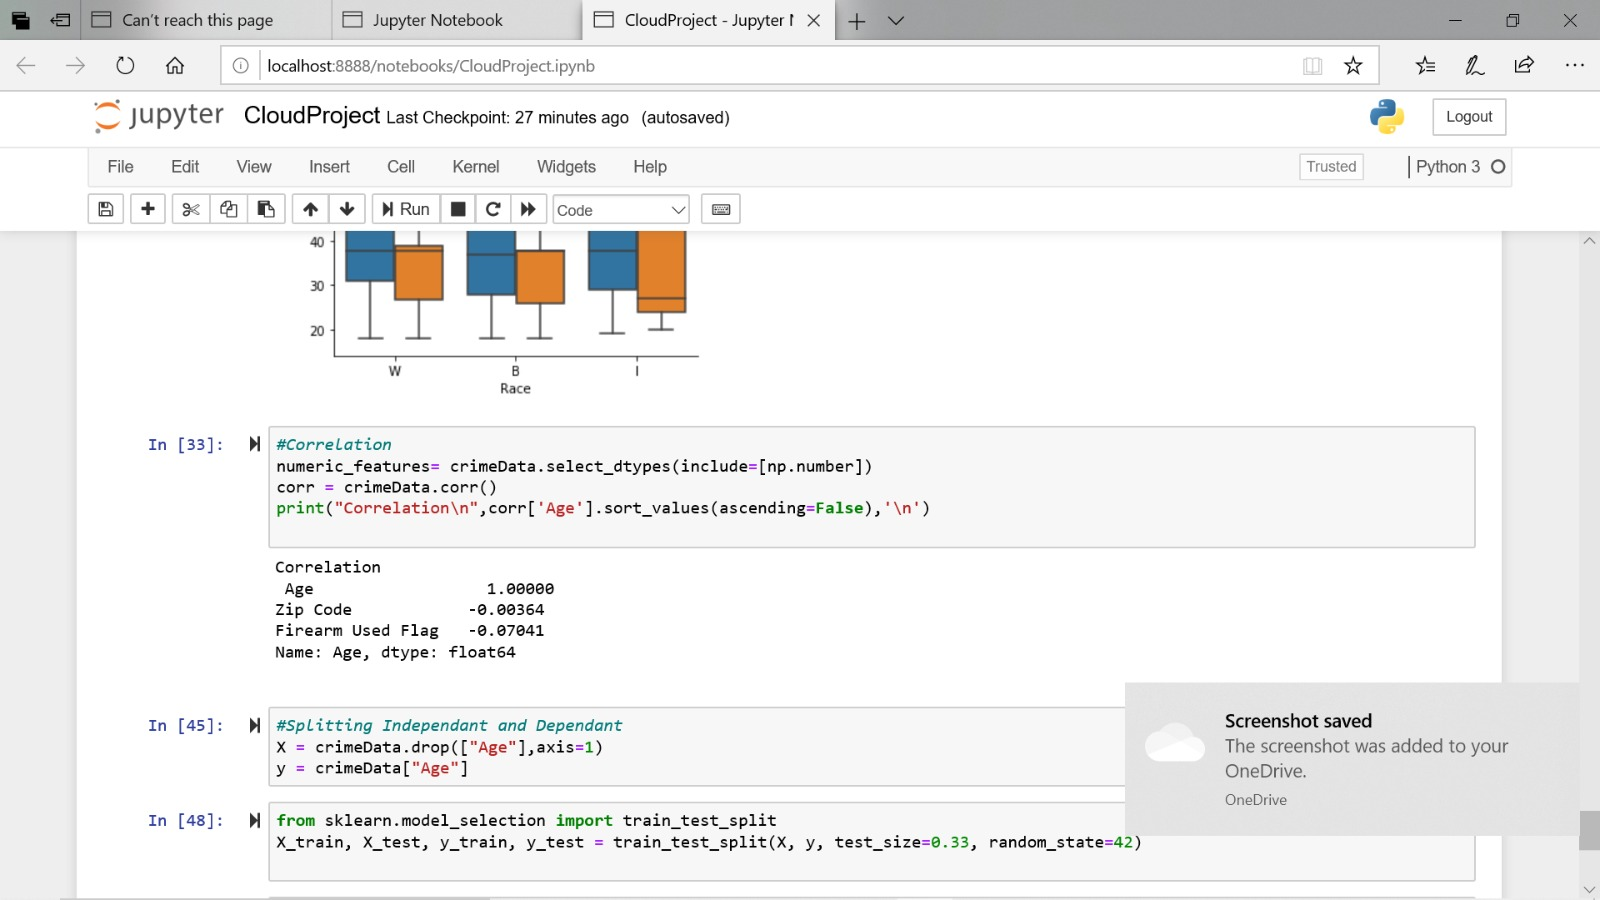 Can't reach this page
Jupyter Notebook
CloudProject - Jupyter N
localhost:8888/notebooks/CloudProject.ipynb
jupyter CloudProject Last Checkpoint: 27 minutes ago (autosaved)
Logout
File Edit View Insert Cell Kernel Widgets Help
Trusted
Python 3
Run
Code
40
30
20
W B I
Race
In [33]:
#Correlation
numeric_features= crimeData.select_dtypes(include=[np.number])
corr = crimeData.corr()
print("Correlation\n",corr['Age'].sort_values(ascending=False),'\n')
Correlation
Age 1.00000
Zip Code -0.00364
Firearm Used Flag -0.07041
Name: Age, dtype: float64
In [45]:
#Splitting Independant and Dependant
X = crimeData.drop(["Age"],axis=1)
y = crimeData["Age"]
In [48]:
from sklearn.model_selection import train_test_split
X_train, X_test, y_train, y_test = train_test_split(X, y, test_size=0.33, random_state=42)
Screenshot saved
The screenshot was added to your
OneDrive.
OneDrive